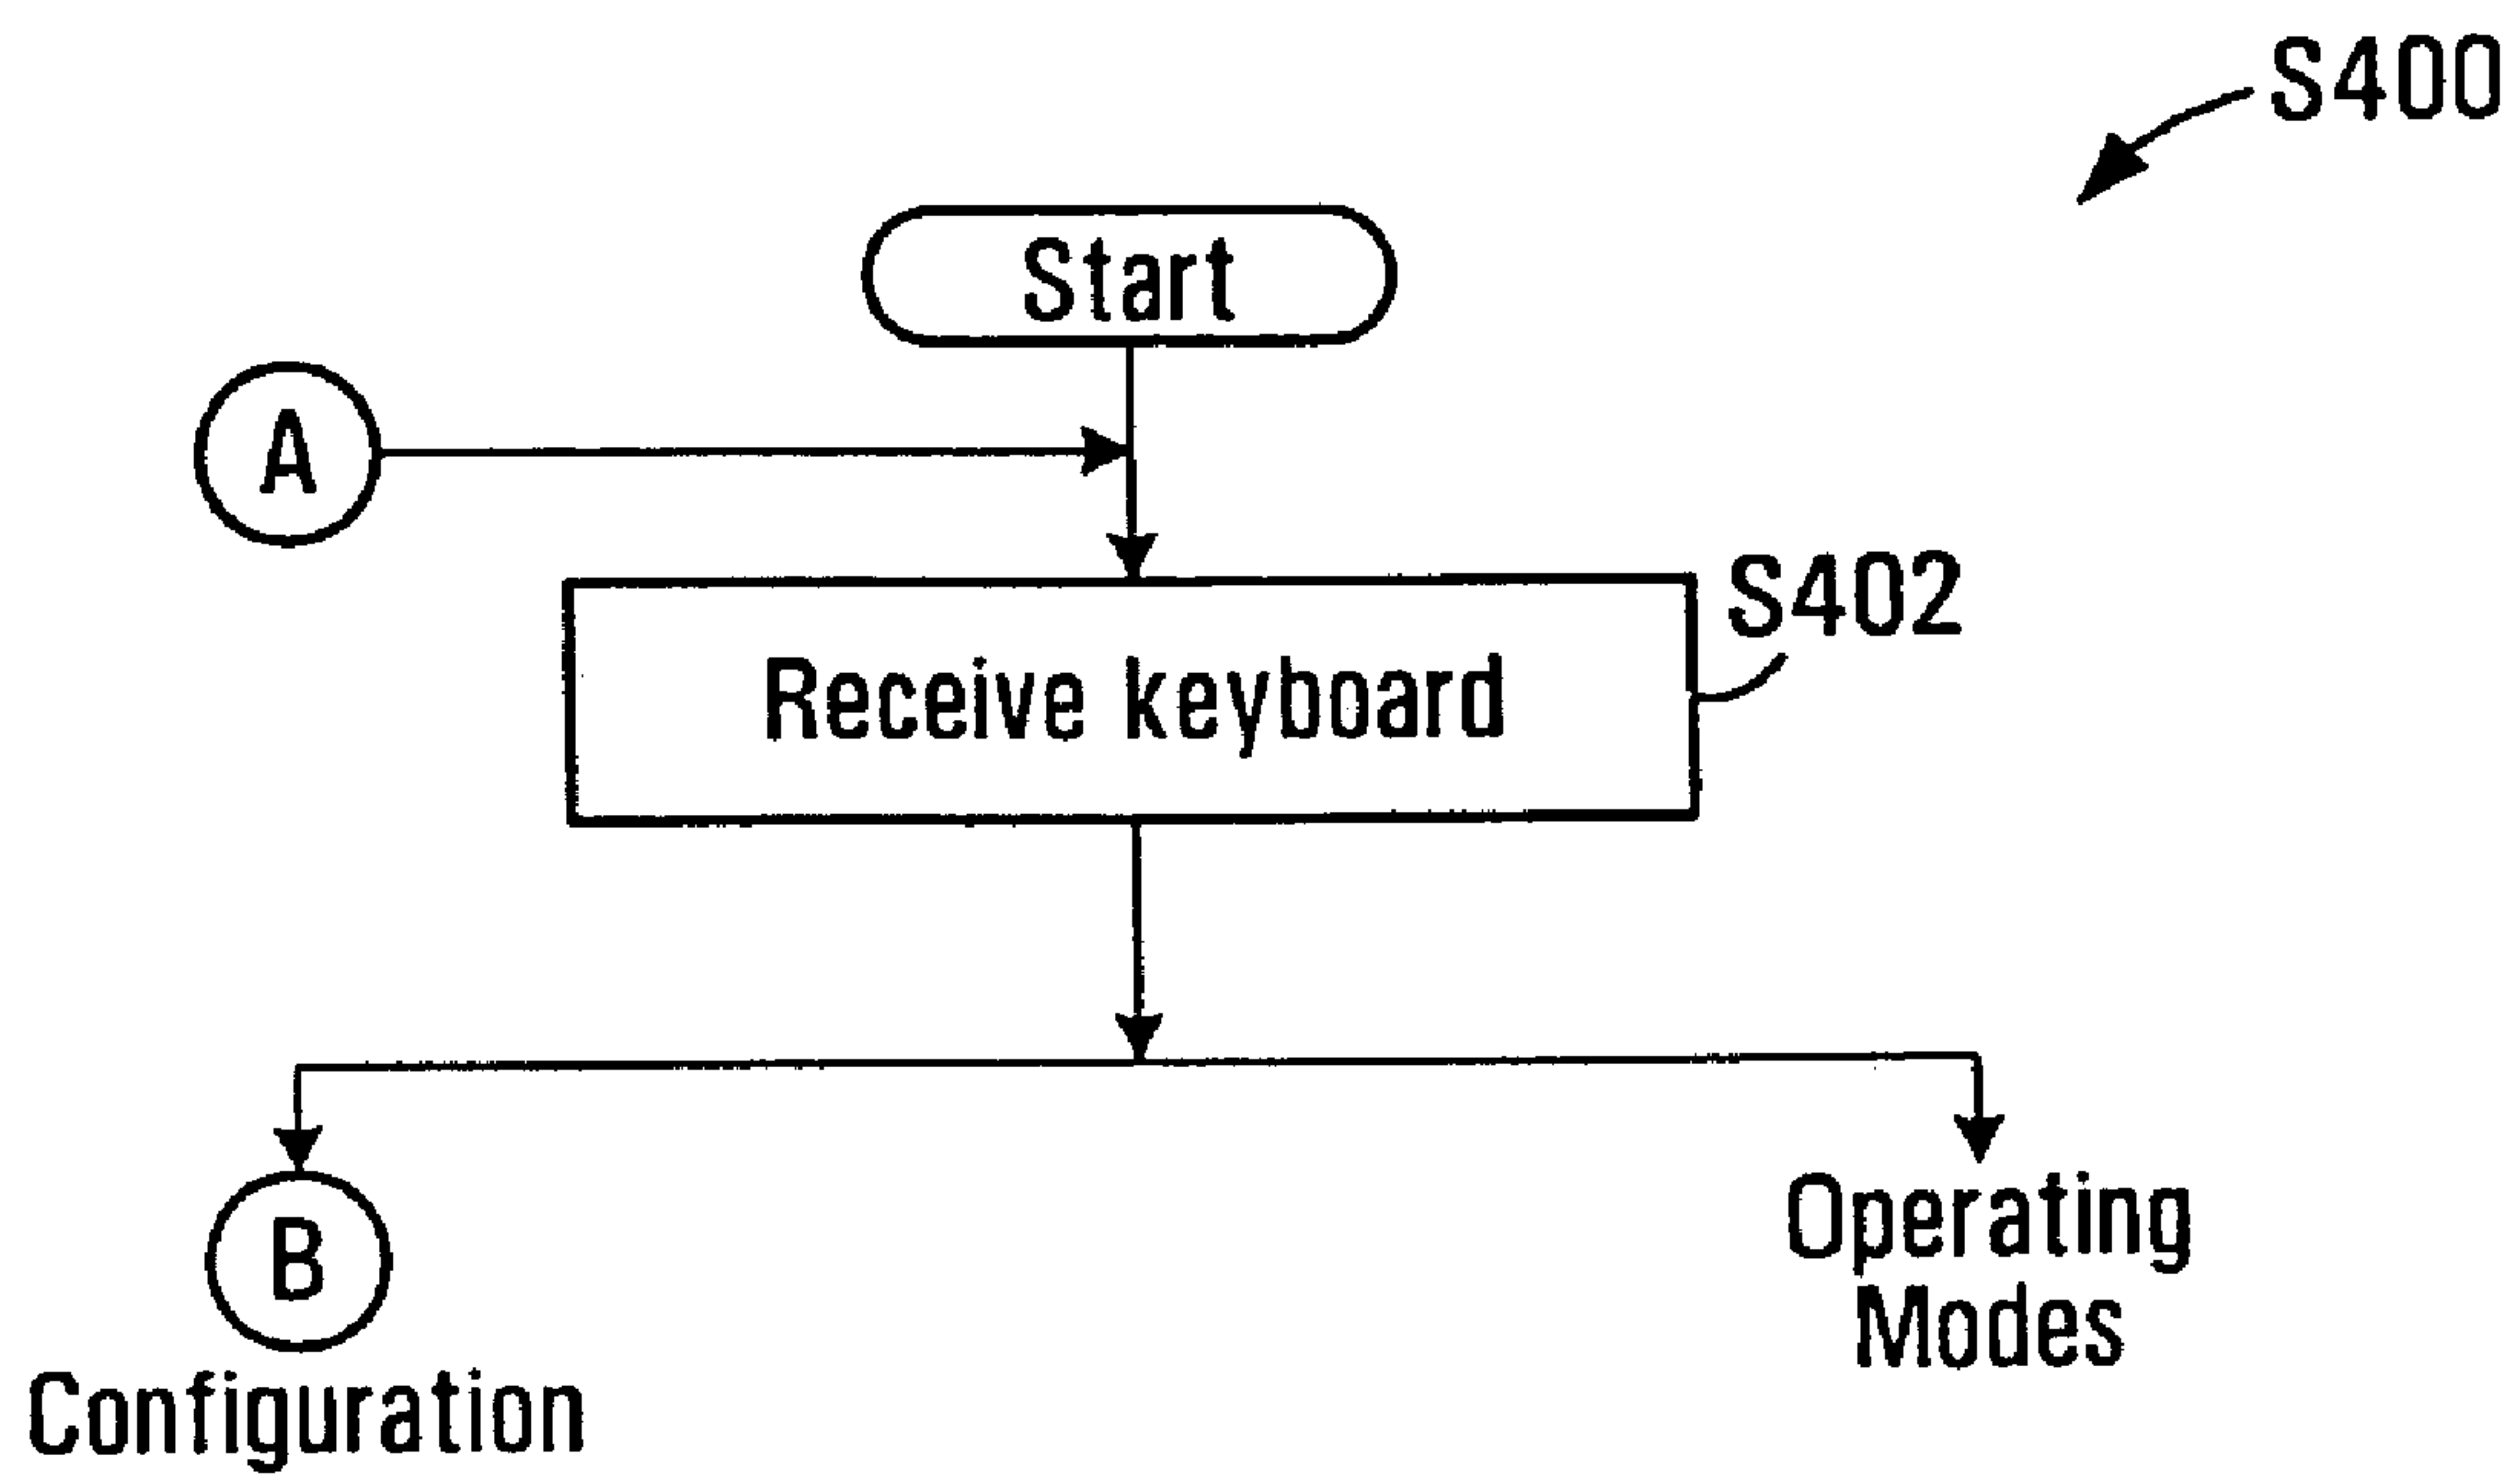 S400
Start
A
S402
Receive keyboard
B
Configuration
Operating
Modes